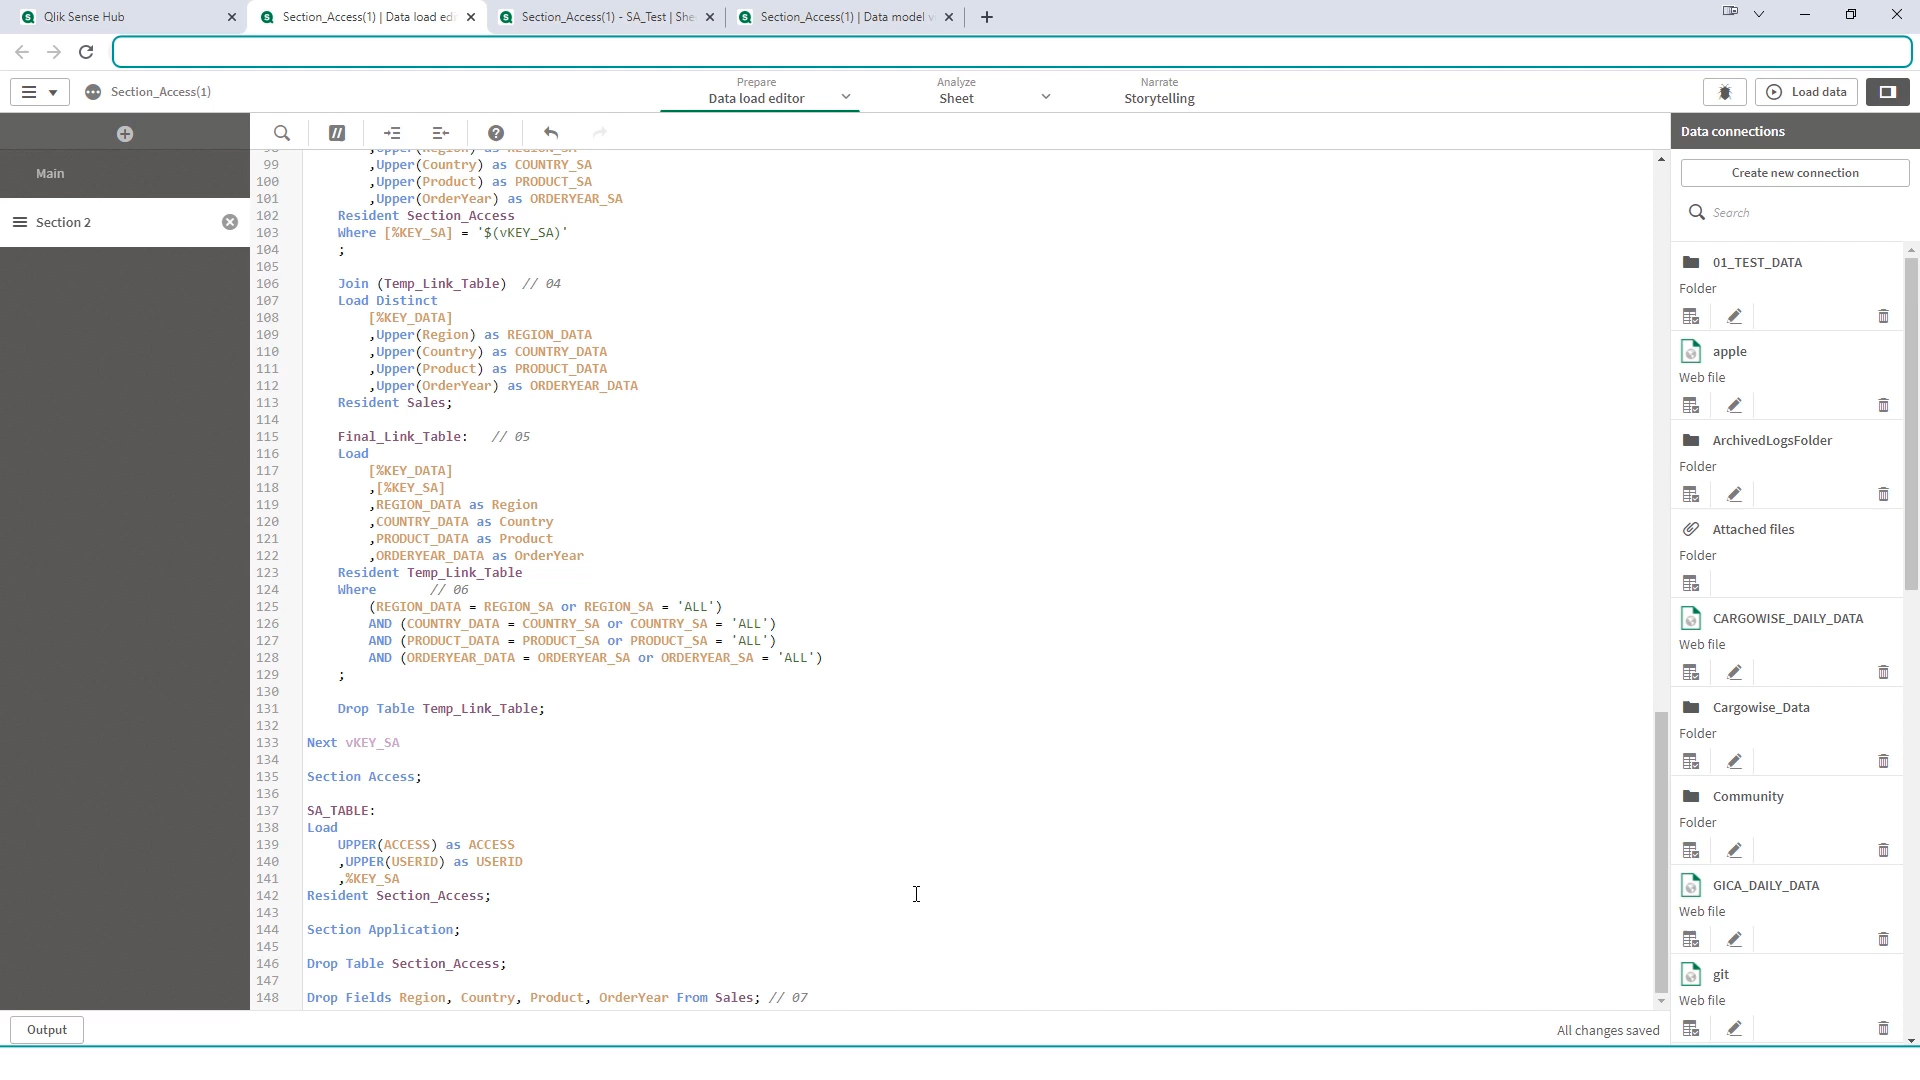 Qlik Sense Hub
Section_Access(1) | Data load edi
Section_Access(1) - SA_Test | She
Section_Access(1) | Data model v
Section_Access(1)
Prepare
Data load editor
Analyze
Sheet
Narrate
Storytelling
Load data
Main
Section 2
99 ,Upper(Country) as COUNTRY_SA
100 ,Upper(Product) as PRODUCT_SA
101 ,Upper(OrderYear) as ORDERYEAR_SA
102 Resident Section_Access
103 Where [%KEY_SA] = '$(vKEY_SA)'
104 ;
105
106 Join (Temp_Link_Table) // 04
107 Load Distinct
108 [%KEY_DATA]
109 ,Upper(Region) as REGION_DATA
110 ,Upper(Country) as COUNTRY_DATA
111 ,Upper(Product) as PRODUCT_DATA
112 ,Upper(OrderYear) as ORDERYEAR_DATA
113 Resident Sales;
114
115 Final_Link_Table: // 05
116 Load
117 [%KEY_DATA]
118 ,[%KEY_SA]
119 ,REGION_DATA as Region
120 ,COUNTRY_DATA as Country
121 ,PRODUCT_DATA as Product
122 ,ORDERYEAR_DATA as OrderYear
123 Resident Temp_Link_Table
124 Where // 06
125 (REGION_DATA = REGION_SA or REGION_SA = 'ALL')
126 AND (COUNTRY_DATA = COUNTRY_SA or COUNTRY_SA = 'ALL')
127 AND (PRODUCT_DATA = PRODUCT_SA or PRODUCT_SA = 'ALL')
128 AND (ORDERYEAR_DATA = ORDERYEAR_SA or ORDERYEAR_SA = 'ALL')
129 ;
130
131 Drop Table Temp_Link_Table;
132
133 Next vKEY_SA
134
135 Section Access;
136
137 SA_TABLE:
138 Load
139 UPPER(ACCESS) as ACCESS
140 ,UPPER(USERID) as USERID
141 ,%KEY_SA
142 Resident Section_Access;
143
144 Section Application;
145
146 Drop Table Section_Access;
147
148 Drop Fields Region, Country, Product, OrderYear From Sales; // 07
Output
All changes saved
Data connections
Create new connection
Search
01_TEST_DATA
Folder
apple
Web file
ArchivedLogsFolder
Folder
Attached files
Folder
CARGOWISE_DAILY_DATA
Web file
Cargowise_Data
Folder
Community
Folder
GICA_DAILY_DATA
Web file
git
Web file